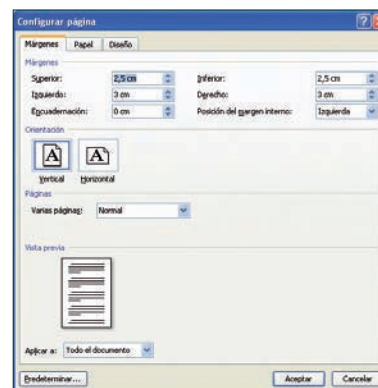 Configurar página
Márgenes Papel Diseño
Márgenes
Superior: 2,5 cm Inferior: 2,5 cm
Izquierdo: 3 cm Derecho: 3 cm
Encuadernación: 0 cm Posición del margen interno: Izquierda
Orientación
A A
Vertical Horizontal
Páginas
Varias páginas: Normal
Vista previa
Aplicar a: Todo el documento
Predeterminar... Aceptar Cancelar